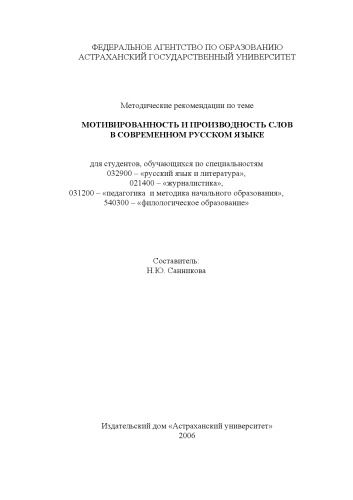 ФЕДЕРАЛЬНОЕ АГЕНТСТВО ПО ОБРАЗОВАНИЮ
АСТРАХАНСКИЙ ГОСУДАРСТВЕННЫЙ УНИВЕРСИТЕТ
Методические рекомендации по теме
МОТИВИРОВАННОСТЬ И ПРОИЗВОДНОСТЬ СЛОВ
В СОВРЕМЕННОМ РУССКОМ ЯЗЫКЕ
для студентов, обучающихся по специальностям
032900 – «русский язык и литература»,
021400 – «журналистика»,
031200 – «педагогика и методика начального образования»,
540300 – «филологическое образование»
Составитель:
Н.Ю. Санникова
Издательский дом «Астраханский университет»
2006